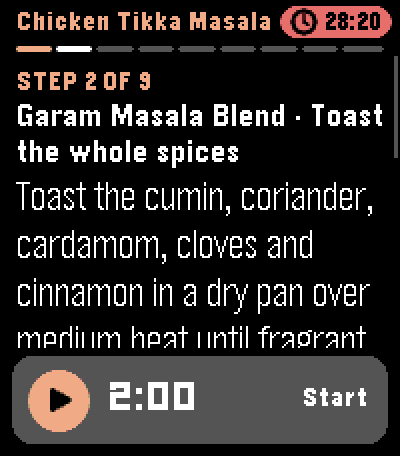 Chicken Tikka Masala 28:20
STEP 2 OF 9
Garam Masala Blend · Toast
the whole spices
Toast the cumin, coriander,
cardamom, cloves and
cinnamon in a dry pan over
medium heat until fragrant
2:00 Start